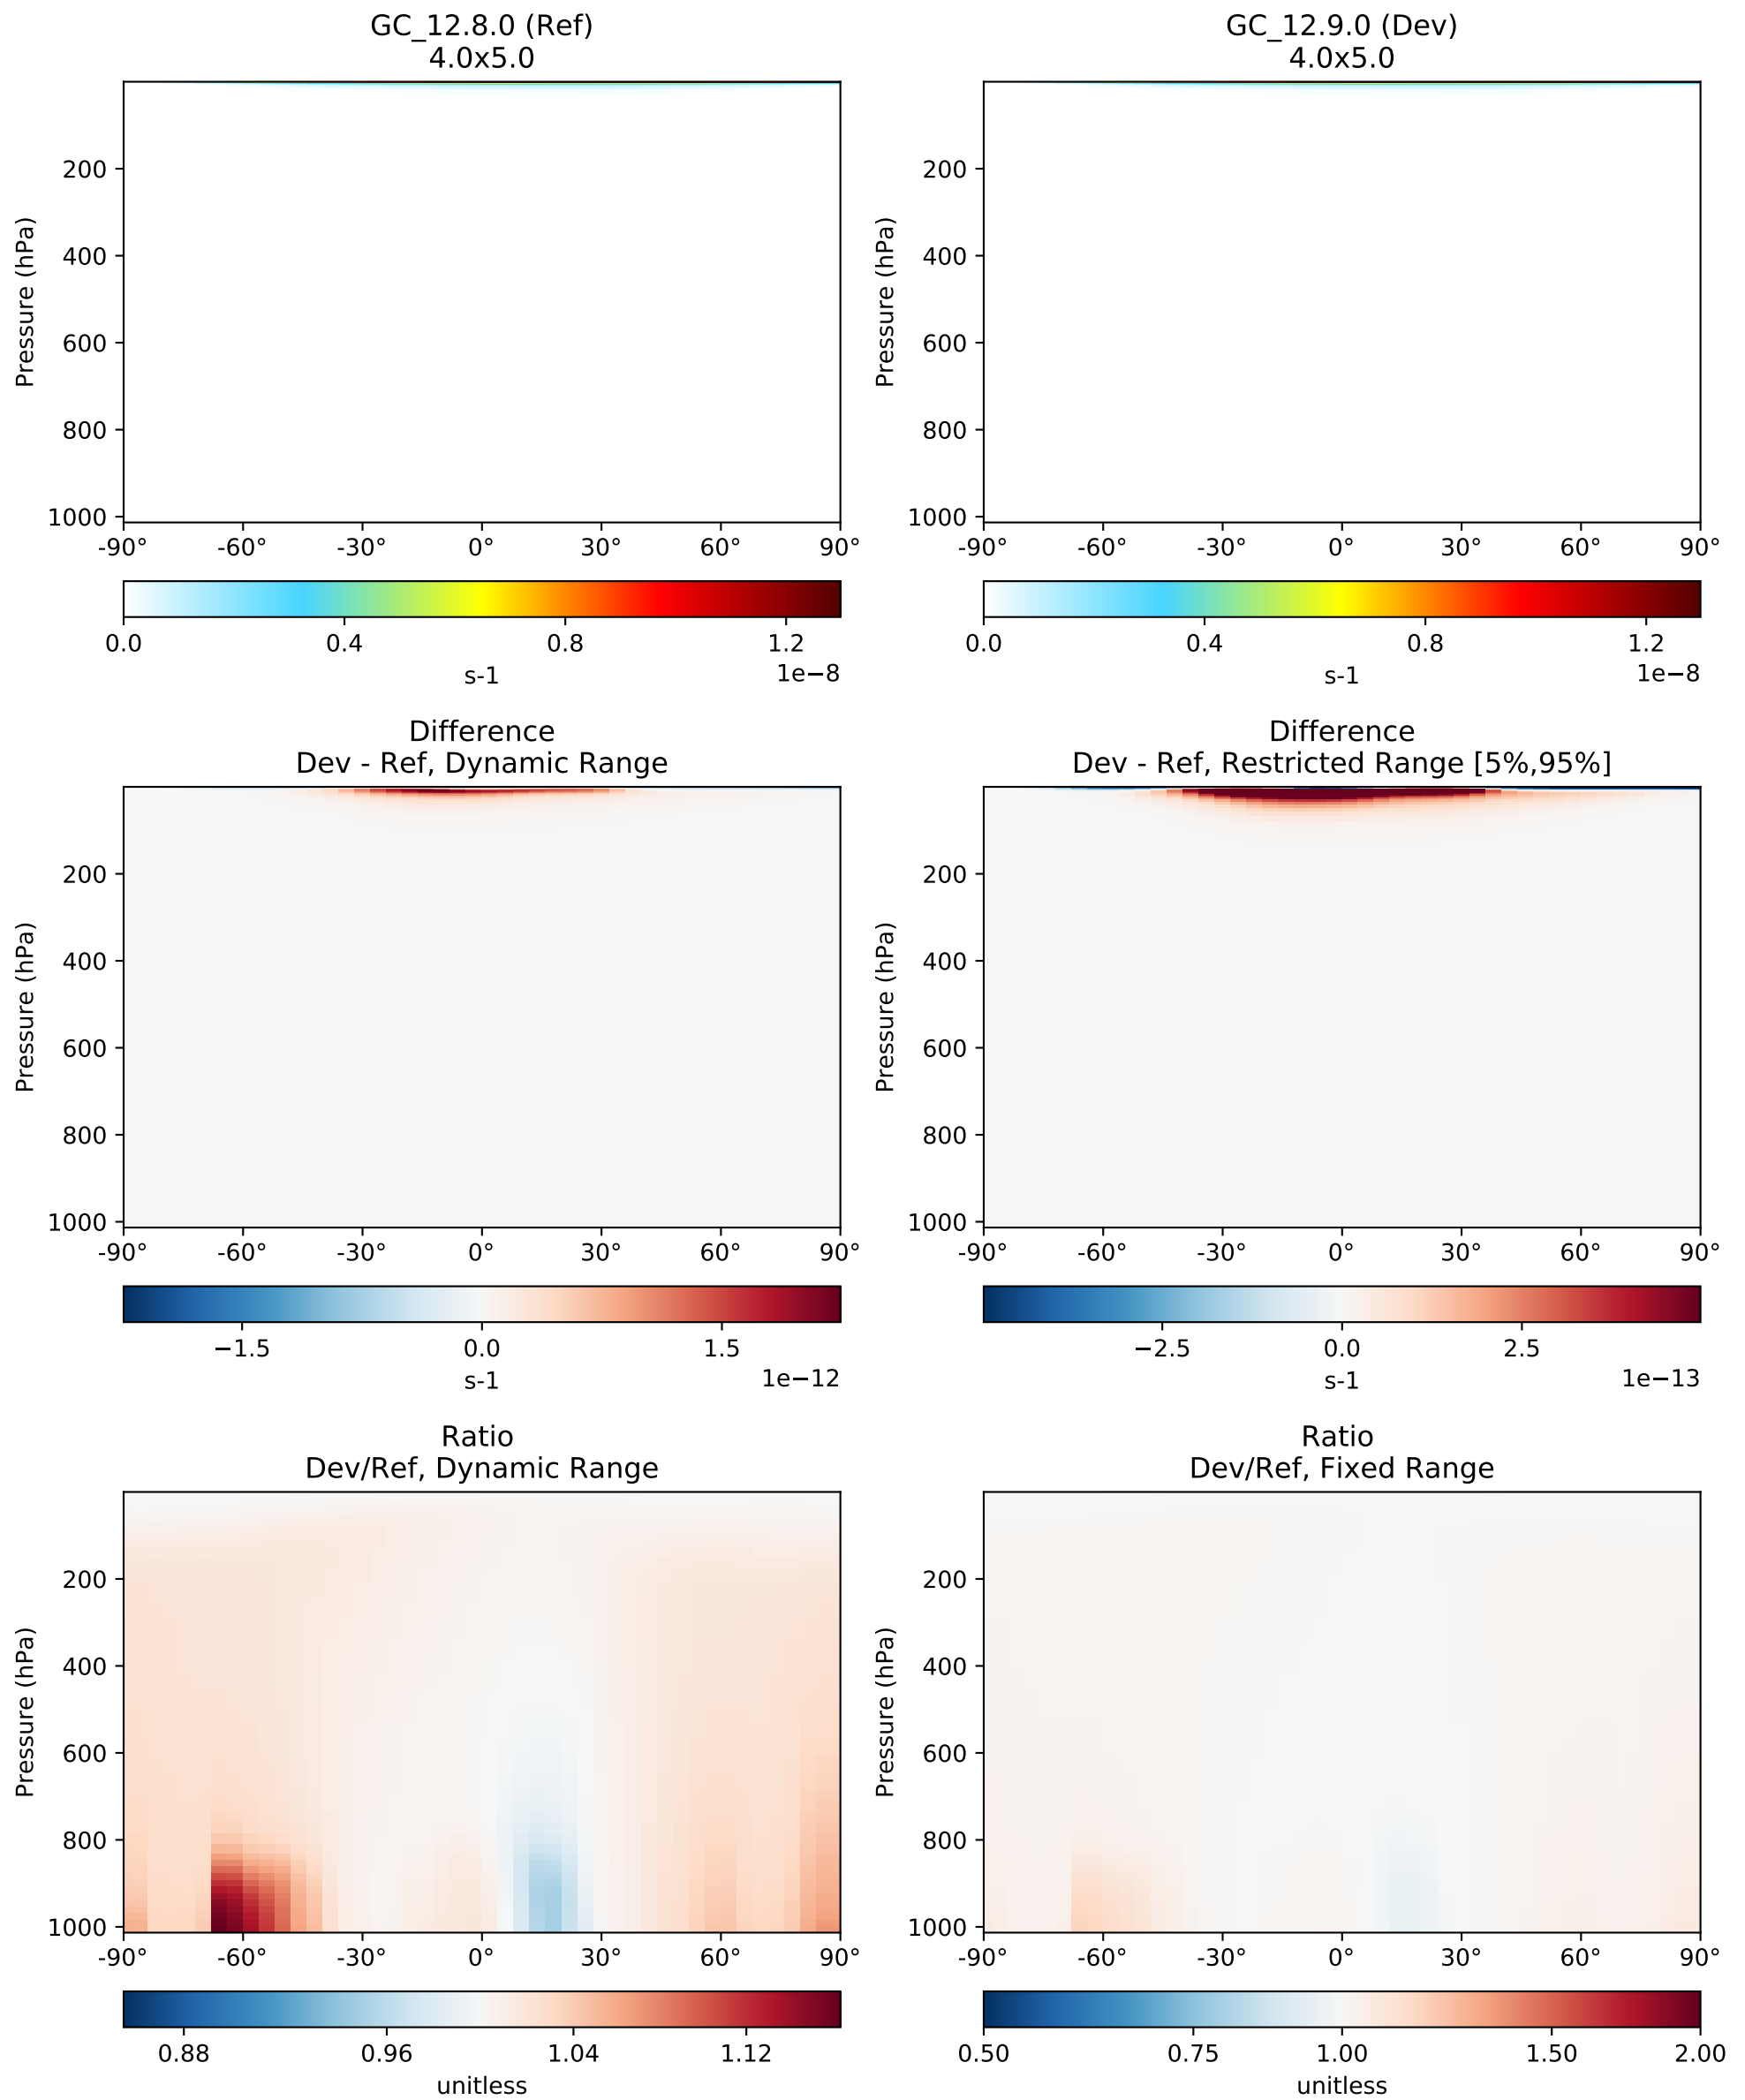 GC_12.8.0 (Ref)
4.0x5.0
Pressure (hPa)
200
400
600
800
1000
-90° -60° -30° 0° 30° 60° 90°
0.0 0.4 0.8 1.2
1e−8
s-1
GC_12.9.0 (Dev)
4.0x5.0
Pressure (hPa)
200
400
600
800
1000
-90° -60° -30° 0° 30° 60° 90°
0.0 0.4 0.8 1.2
1e−8
s-1
Difference
Dev - Ref, Dynamic Range
Pressure (hPa)
200
400
600
800
1000
-90° -60° -30° 0° 30° 60° 90°
−1.5 0.0 1.5
1e−12
s-1
Difference
Dev - Ref, Restricted Range [5%,95%]
Pressure (hPa)
200
400
600
800
1000
-90° -60° -30° 0° 30° 60° 90°
−2.5 0.0 2.5
1e−13
s-1
Ratio
Dev/Ref, Dynamic Range
Pressure (hPa)
200
400
600
800
1000
-90° -60° -30° 0° 30° 60° 90°
0.88 0.96 1.04 1.12
unitless
Ratio
Dev/Ref, Fixed Range
Pressure (hPa)
200
400
600
800
1000
-90° -60° -30° 0° 30° 60° 90°
0.50 0.75 1.00 1.50 2.00
unitless